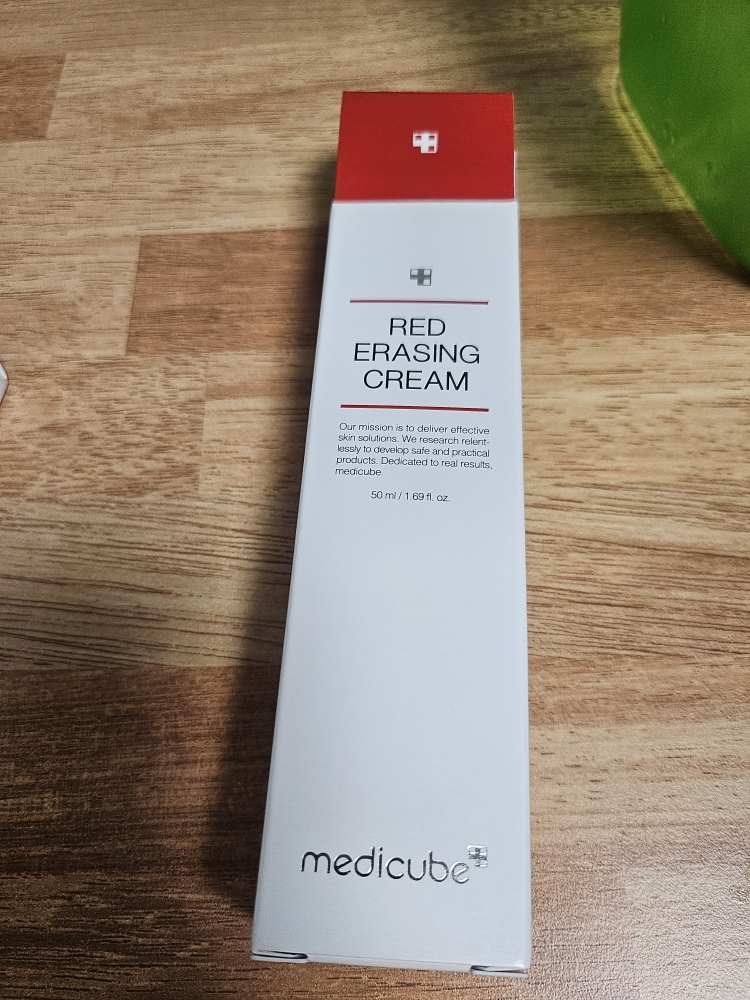 RED
ERASING
CREAM
Our mission is to deliver effective
skin solutions. We research relent-
lessly to develop safe and practical
products. Dedicated to real results,
medicube.
50 ml / 1.69 fl. oz.
medicube